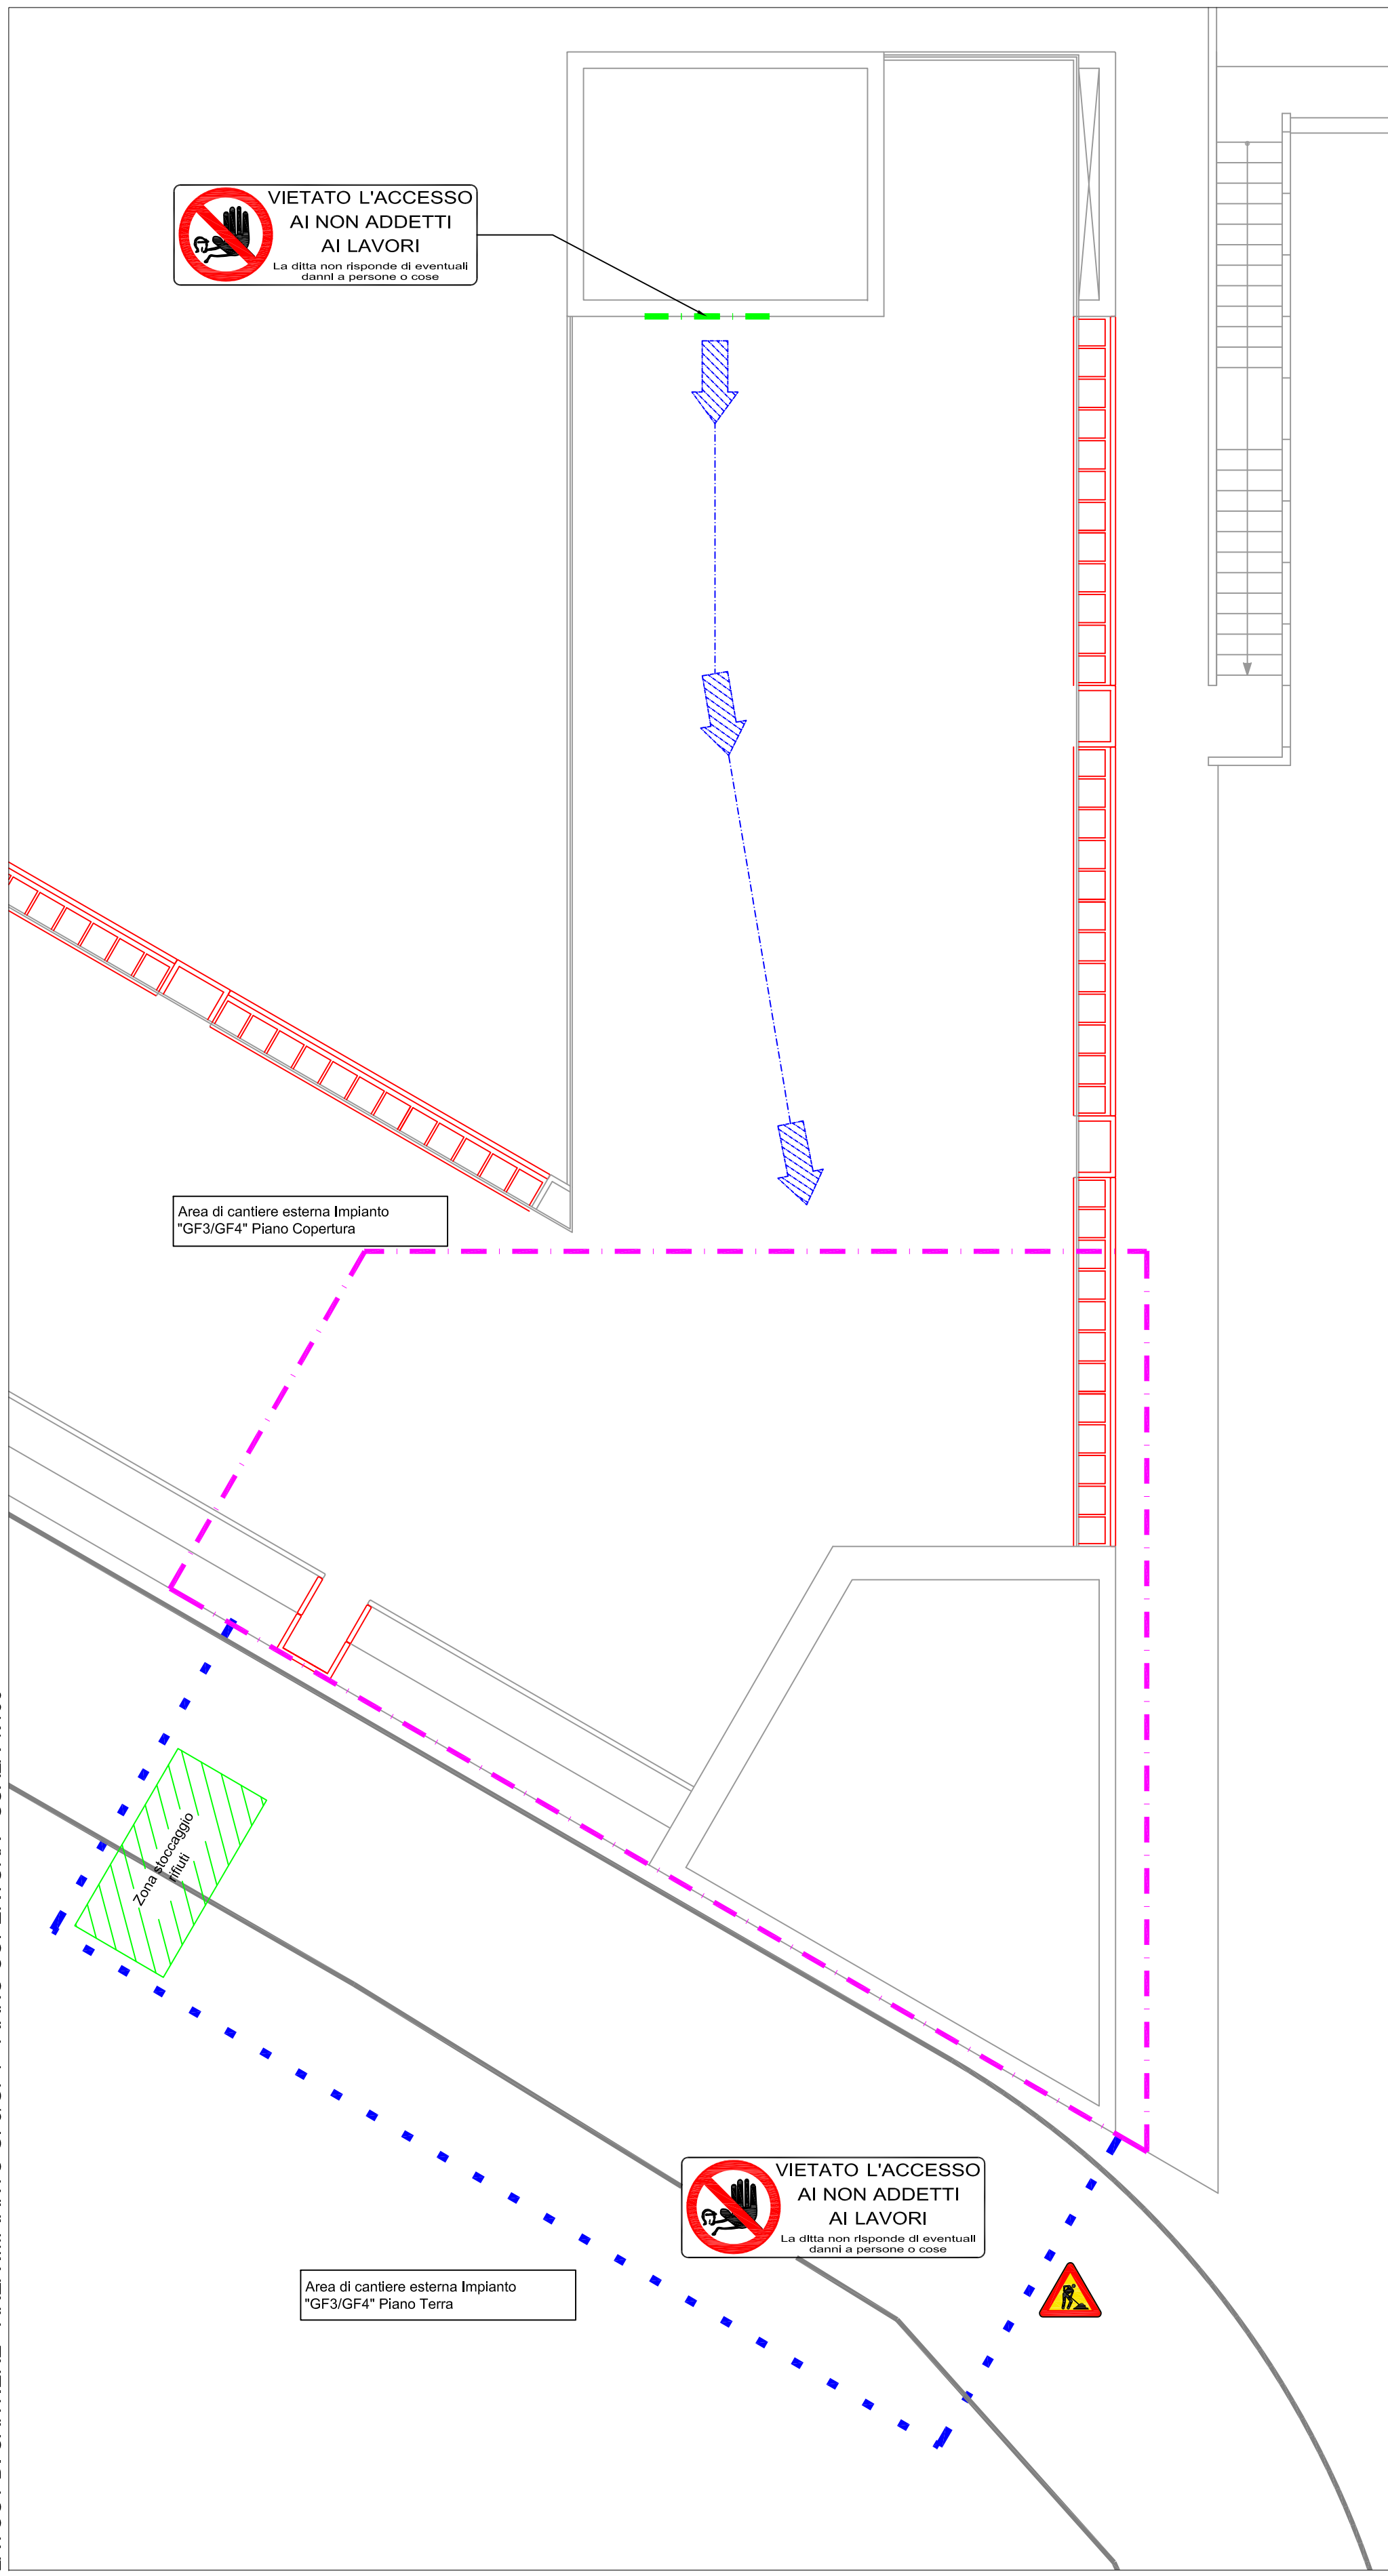 VIETATO L'ACCESSO
AI NON ADDETTI
AI LAVORI
La ditta non risponde di eventuali
danni a persone o cose
Area di cantiere esterna Impianto
"GF3/GF4" Piano Copertura
Zona stoccaggio
rifiuti
VIETATO L'ACCESSO
AI NON ADDETTI
AI LAVORI
La ditta non risponde di eventuali
danni a persone o cose
Area di cantiere esterna Impianto
"GF3/GF4" Piano Terra